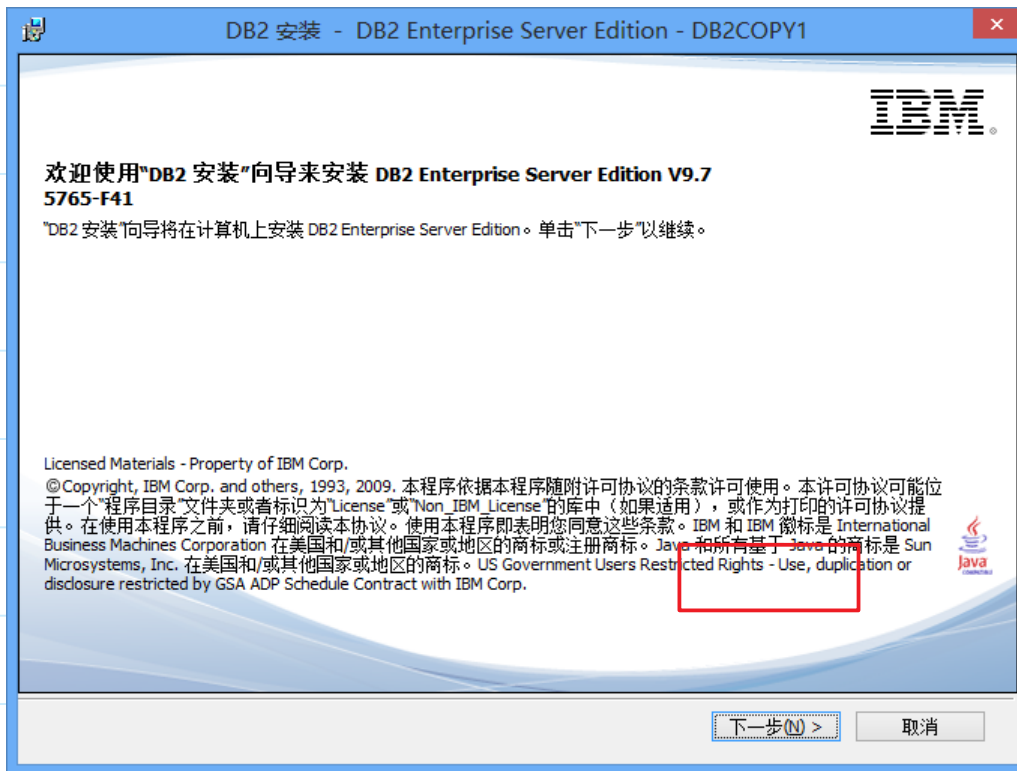 DB2 安装 - DB2 Enterprise Server Edition - DB2COPY1
IBM®
欢迎使用“DB2 安装”向导来安装 DB2 Enterprise Server Edition V9.7
5765-F41
“DB2 安装”向导将在计算机上安装 DB2 Enterprise Server Edition。单击“下一步”以继续。
Licensed Materials - Property of IBM Corp.
©Copyright, IBM Corp. and others, 1993, 2009. 本程序依据本程序随附许可协议的条款许可使用。本许可协议可能位
于一个“程序目录”文件夹或者标识为“License”或“Non_IBM_License”的库中（如果适用），或作为打印的许可协议提
供。在使用本程序之前，请仔细阅读本协议。使用本程序即表明您同意这些条款。IBM 和 IBM 徽标是 International
Business Machines Corporation 在美国和/或其他国家或地区的商标或注册商标。Java 和所有基于 Java 的商标是 Sun
Microsystems, Inc. 在美国和/或其他国家或地区的商标。US Government Users Restricted Rights - Use, duplication or
disclosure restricted by GSA ADP Schedule Contract with IBM Corp.
Java
COMPATIBLE
下一步(N) >
取消